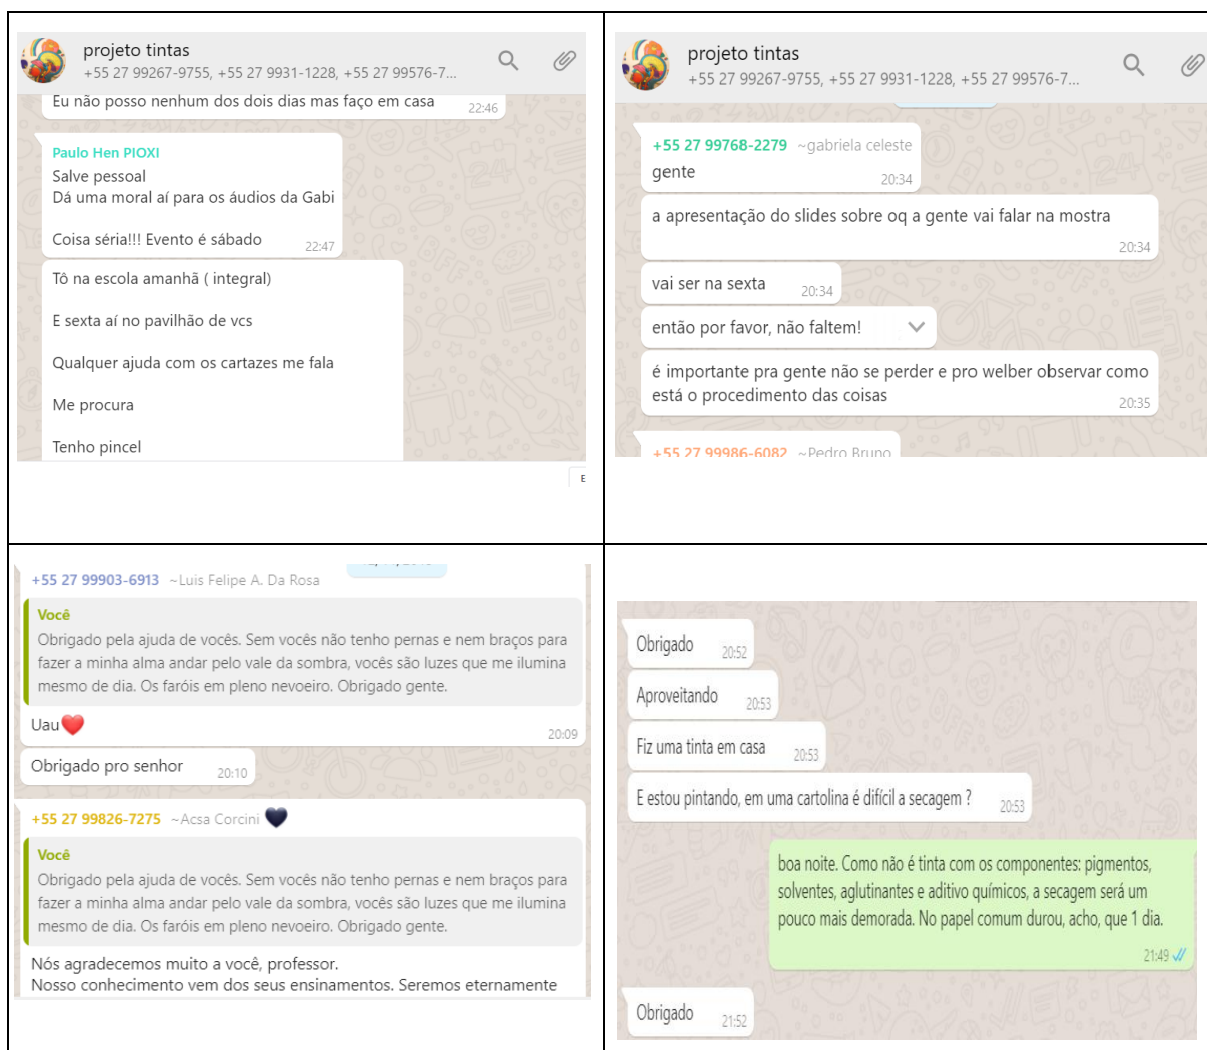 projeto tintas
+55 27 99267-9755, +55 27 9931-1228, +55 27 99576-7...
Eu não posso nenhum dos dois dias mas faço em casa
22:46
Paulo Hen PIOXI
Salve pessoal
Dá uma moral aí para os áudios da Gabi
Coisa séria!!! Evento é sábado
22:47
Tô na escola amanhã ( integral)
E sexta aí no pavilhão de vcs
Qualquer ajuda com os cartazes me fala
Me procura
Tenho pincel
E
projeto tintas
+55 27 99267-9755, +55 27 9931-1228, +55 27 99576-7...
+55 27 99768-2279 ~gabriela celeste
gente
20:34
a apresentação do slides sobre oq a gente vai falar na mostra
20:34
vai ser na sexta
20:34
então por favor, não faltem!
é importante pra gente não se perder e pro welber observar como
está o procedimento das coisas
20:35
+55 27 99986-6082 ~Pedro Bruno
+55 27 99903-6913 ~Luis Felipe A. Da Rosa
Você
Obrigado pela ajuda de vocês. Sem vocês não tenho pernas e nem braços para
fazer a minha alma andar pelo vale da sombra, vocês são luzes que me ilumina
mesmo de dia. Os faróis em pleno nevoeiro. Obrigado gente.
Uau❤️
20:09
Obrigado pro senhor
20:10
+55 27 99826-7275 ~Acsa Corcini 🖤
Você
Obrigado pela ajuda de vocês. Sem vocês não tenho pernas e nem braços para
fazer a minha alma andar pelo vale da sombra, vocês são luzes que me ilumina
mesmo de dia. Os faróis em pleno nevoeiro. Obrigado gente.
Nós agradecemos muito a você, professor.
Nosso conhecimento vem dos seus ensinamentos. Seremos eternamente
Obrigado
20:52
Aproveitando
20:53
Fiz uma tinta em casa
20:53
E estou pintando, em uma cartolina é difícil a secagem ?
20:53
boa noite. Como não é tinta com os componentes: pigmentos,
solventes, aglutinantes e aditivo químicos, a secagem será um
pouco mais demorada. No papel comum durou, acho, que 1 dia.
21:49
Obrigado
21:52